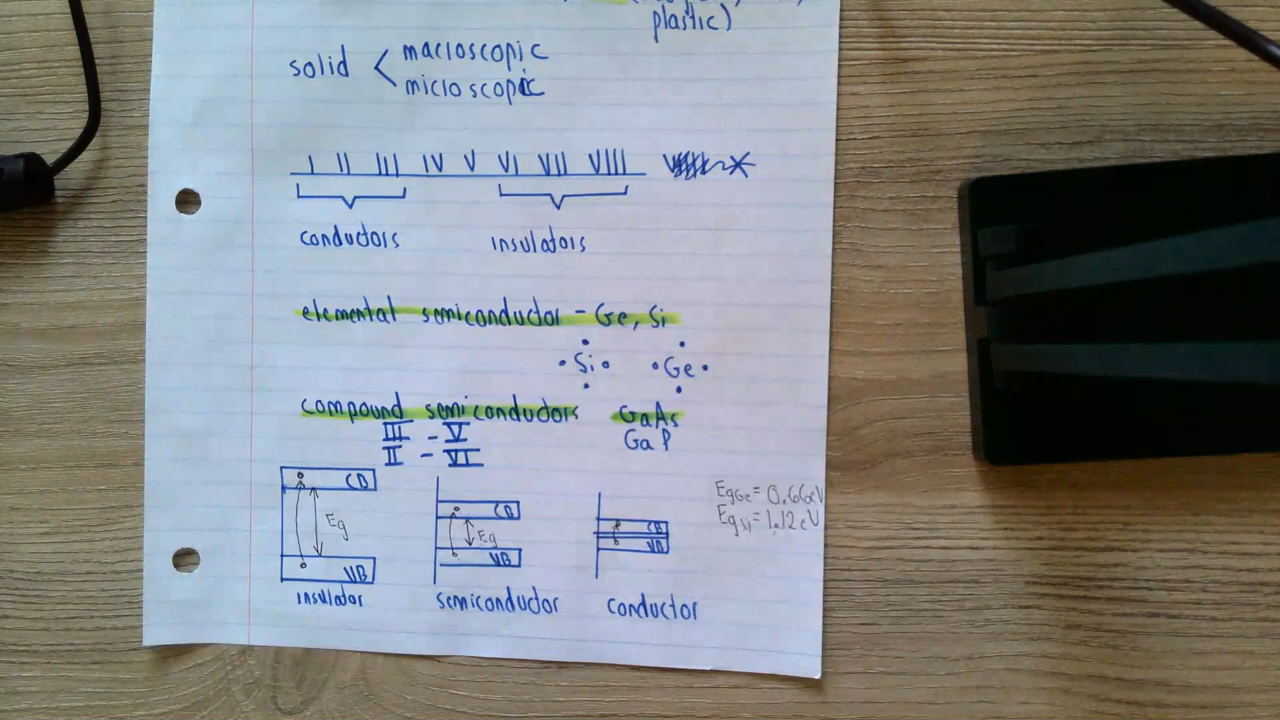 plastic)
solid < macroscopic
microscopic
I II III IV V VI VII VIII
conductors insulators
elemental semiconductor - Ge, Si
Si Ge
compound semiconductors GaAs
III - V GaP
II - VI
CB CB CB
Eg Eg
VB VB VB
EgGe = 0.66eV
EgSi = 1.12eV
insulator semiconductor conductor